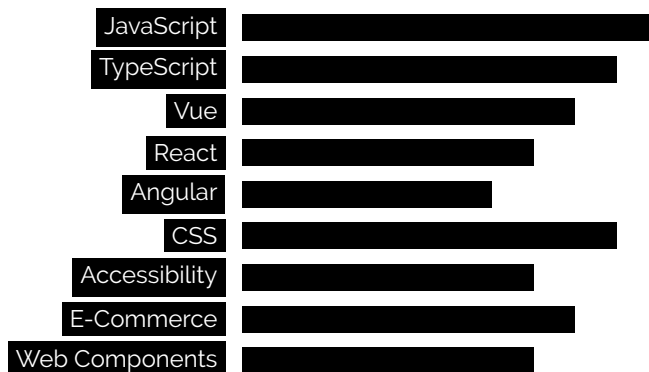 JavaScript
TypeScript
Vue
React
Angular
CSS
Accessibility
E-Commerce
Web Components